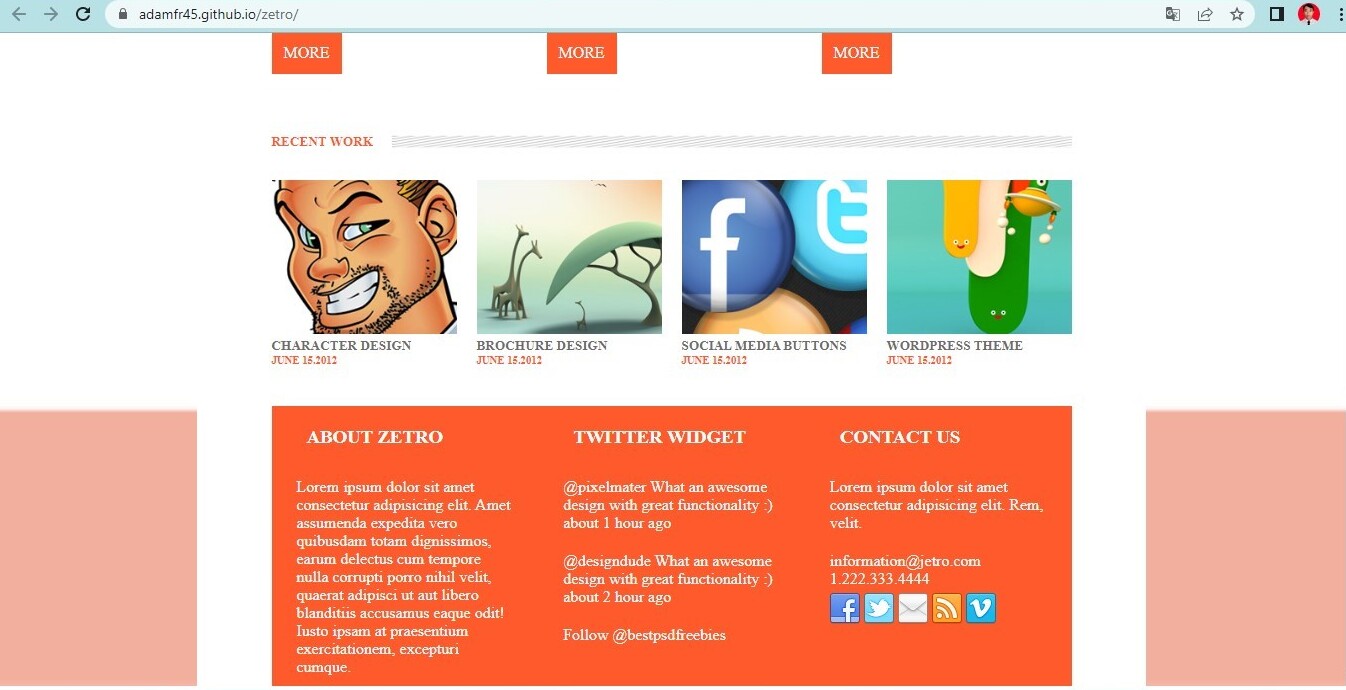 adamfr45.github.io/zetro/
MORE MORE MORE
RECENT WORK
CHARACTER DESIGN
JUNE 15.2012
BROCHURE DESIGN
JUNE 15.2012
SOCIAL MEDIA BUTTONS
JUNE 15.2012
WORDPRESS THEME
JUNE 15.2012
ABOUT ZETRO
Lorem ipsum dolor sit amet
consectetur adipisicing elit. Amet
assumenda expedita vero
quibusdam totam dignissimos,
earum delectus cum tempore
nulla corrupti porro nihil velit,
quaerat adipisci ut aut libero
blanditiis accusamus eaque odit!
Iusto ipsam at praesentium
exercitationem, excepturi
cumque.
TWITTER WIDGET
@pixelmater What an awesome
design with great functionality :)
about 1 hour ago
@designdude What an awesome
design with great functionality :)
about 2 hour ago
Follow @bestpsdfreebies
CONTACT US
Lorem ipsum dolor sit amet
consectetur adipisicing elit. Rem,
velit.
information@jetro.com
1.222.333.4444